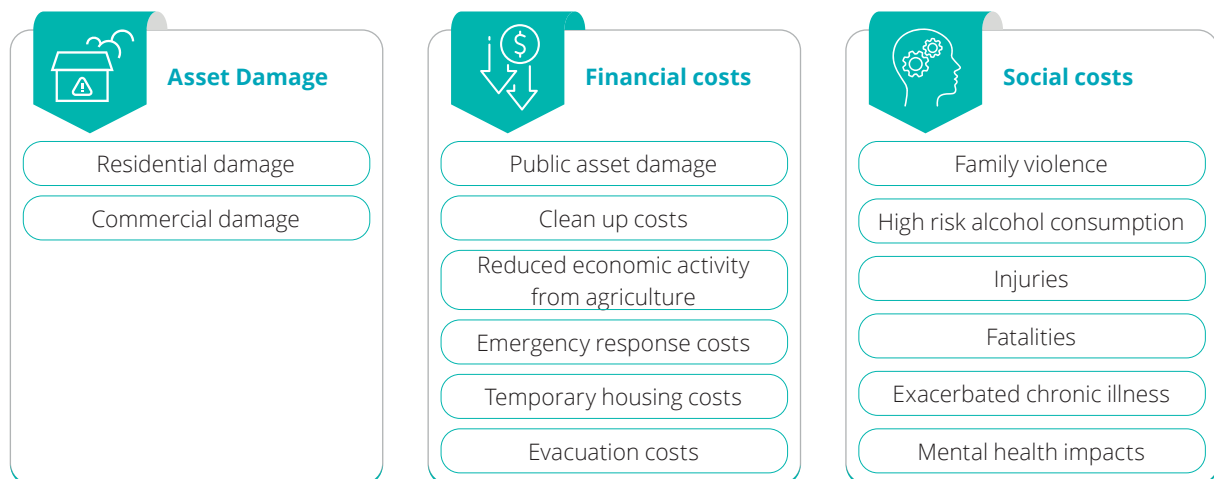 Asset Damage
Residential damage
Commercial damage
Financial costs
Public asset damage
Clean up costs
Reduced economic activity
from agriculture
Emergency response costs
Temporary housing costs
Evacuation costs
Social costs
Family violence
High risk alcohol consumption
Injuries
Fatalities
Exacerbated chronic illness
Mental health impacts